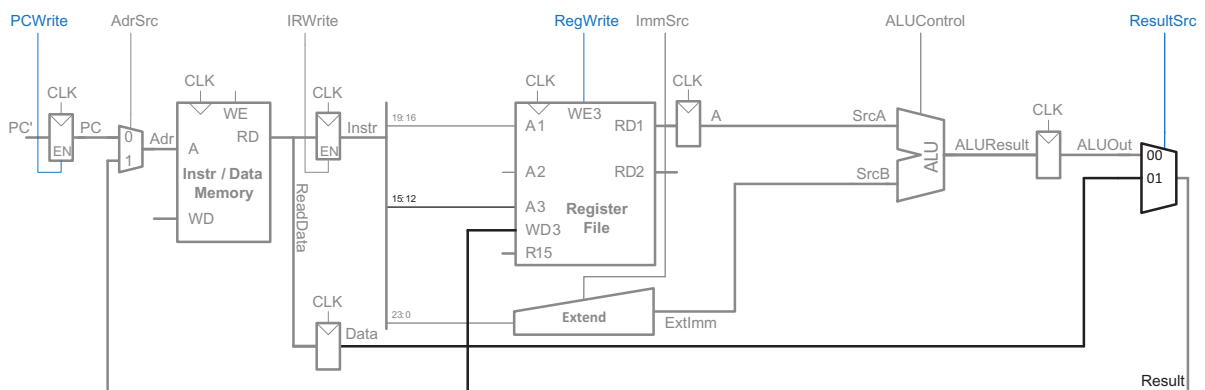 PCWrite AdrSrc IRWrite RegWrite ImmSrc ALUControl ResultSrc
CLK CLK CLK CLK CLK CLK
PC' PC EN
0 1 Adr
WE
A RD
Instr / Data
Memory
WD
EN Instr
ReadData
19:16
15:12
23:0
WE3
A1 RD1
A2 RD2
A3 Register
WD3 File
R15
A
SrcA
SrcB
ALU
ALUResult
ALUOut
00
01
Extend
ExtImm
CLK
Data
Result